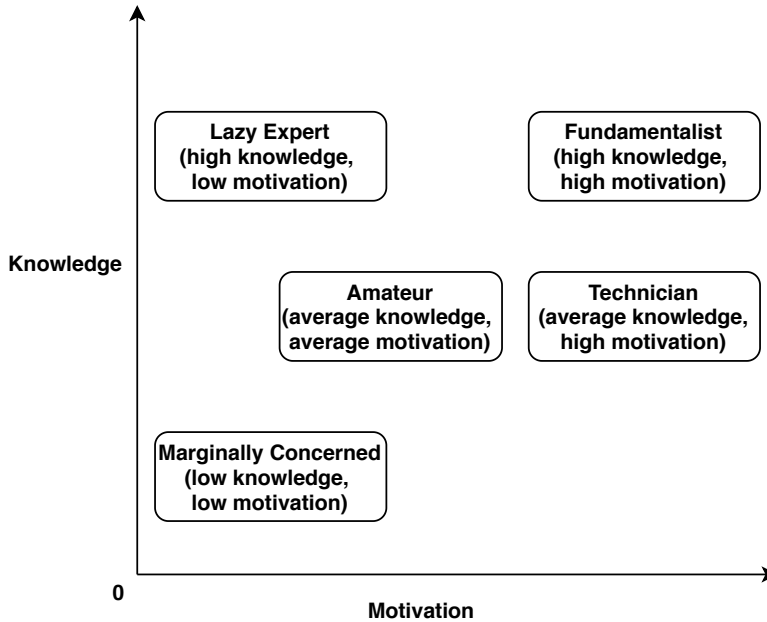 Lazy Expert
(high knowledge,
low motivation)
Fundamentalist
(high knowledge,
high motivation)
Knowledge
Amateur
(average knowledge,
average motivation)
Technician
(average knowledge,
high motivation)
Marginally Concerned
(low knowledge,
low motivation)
0
Motivation